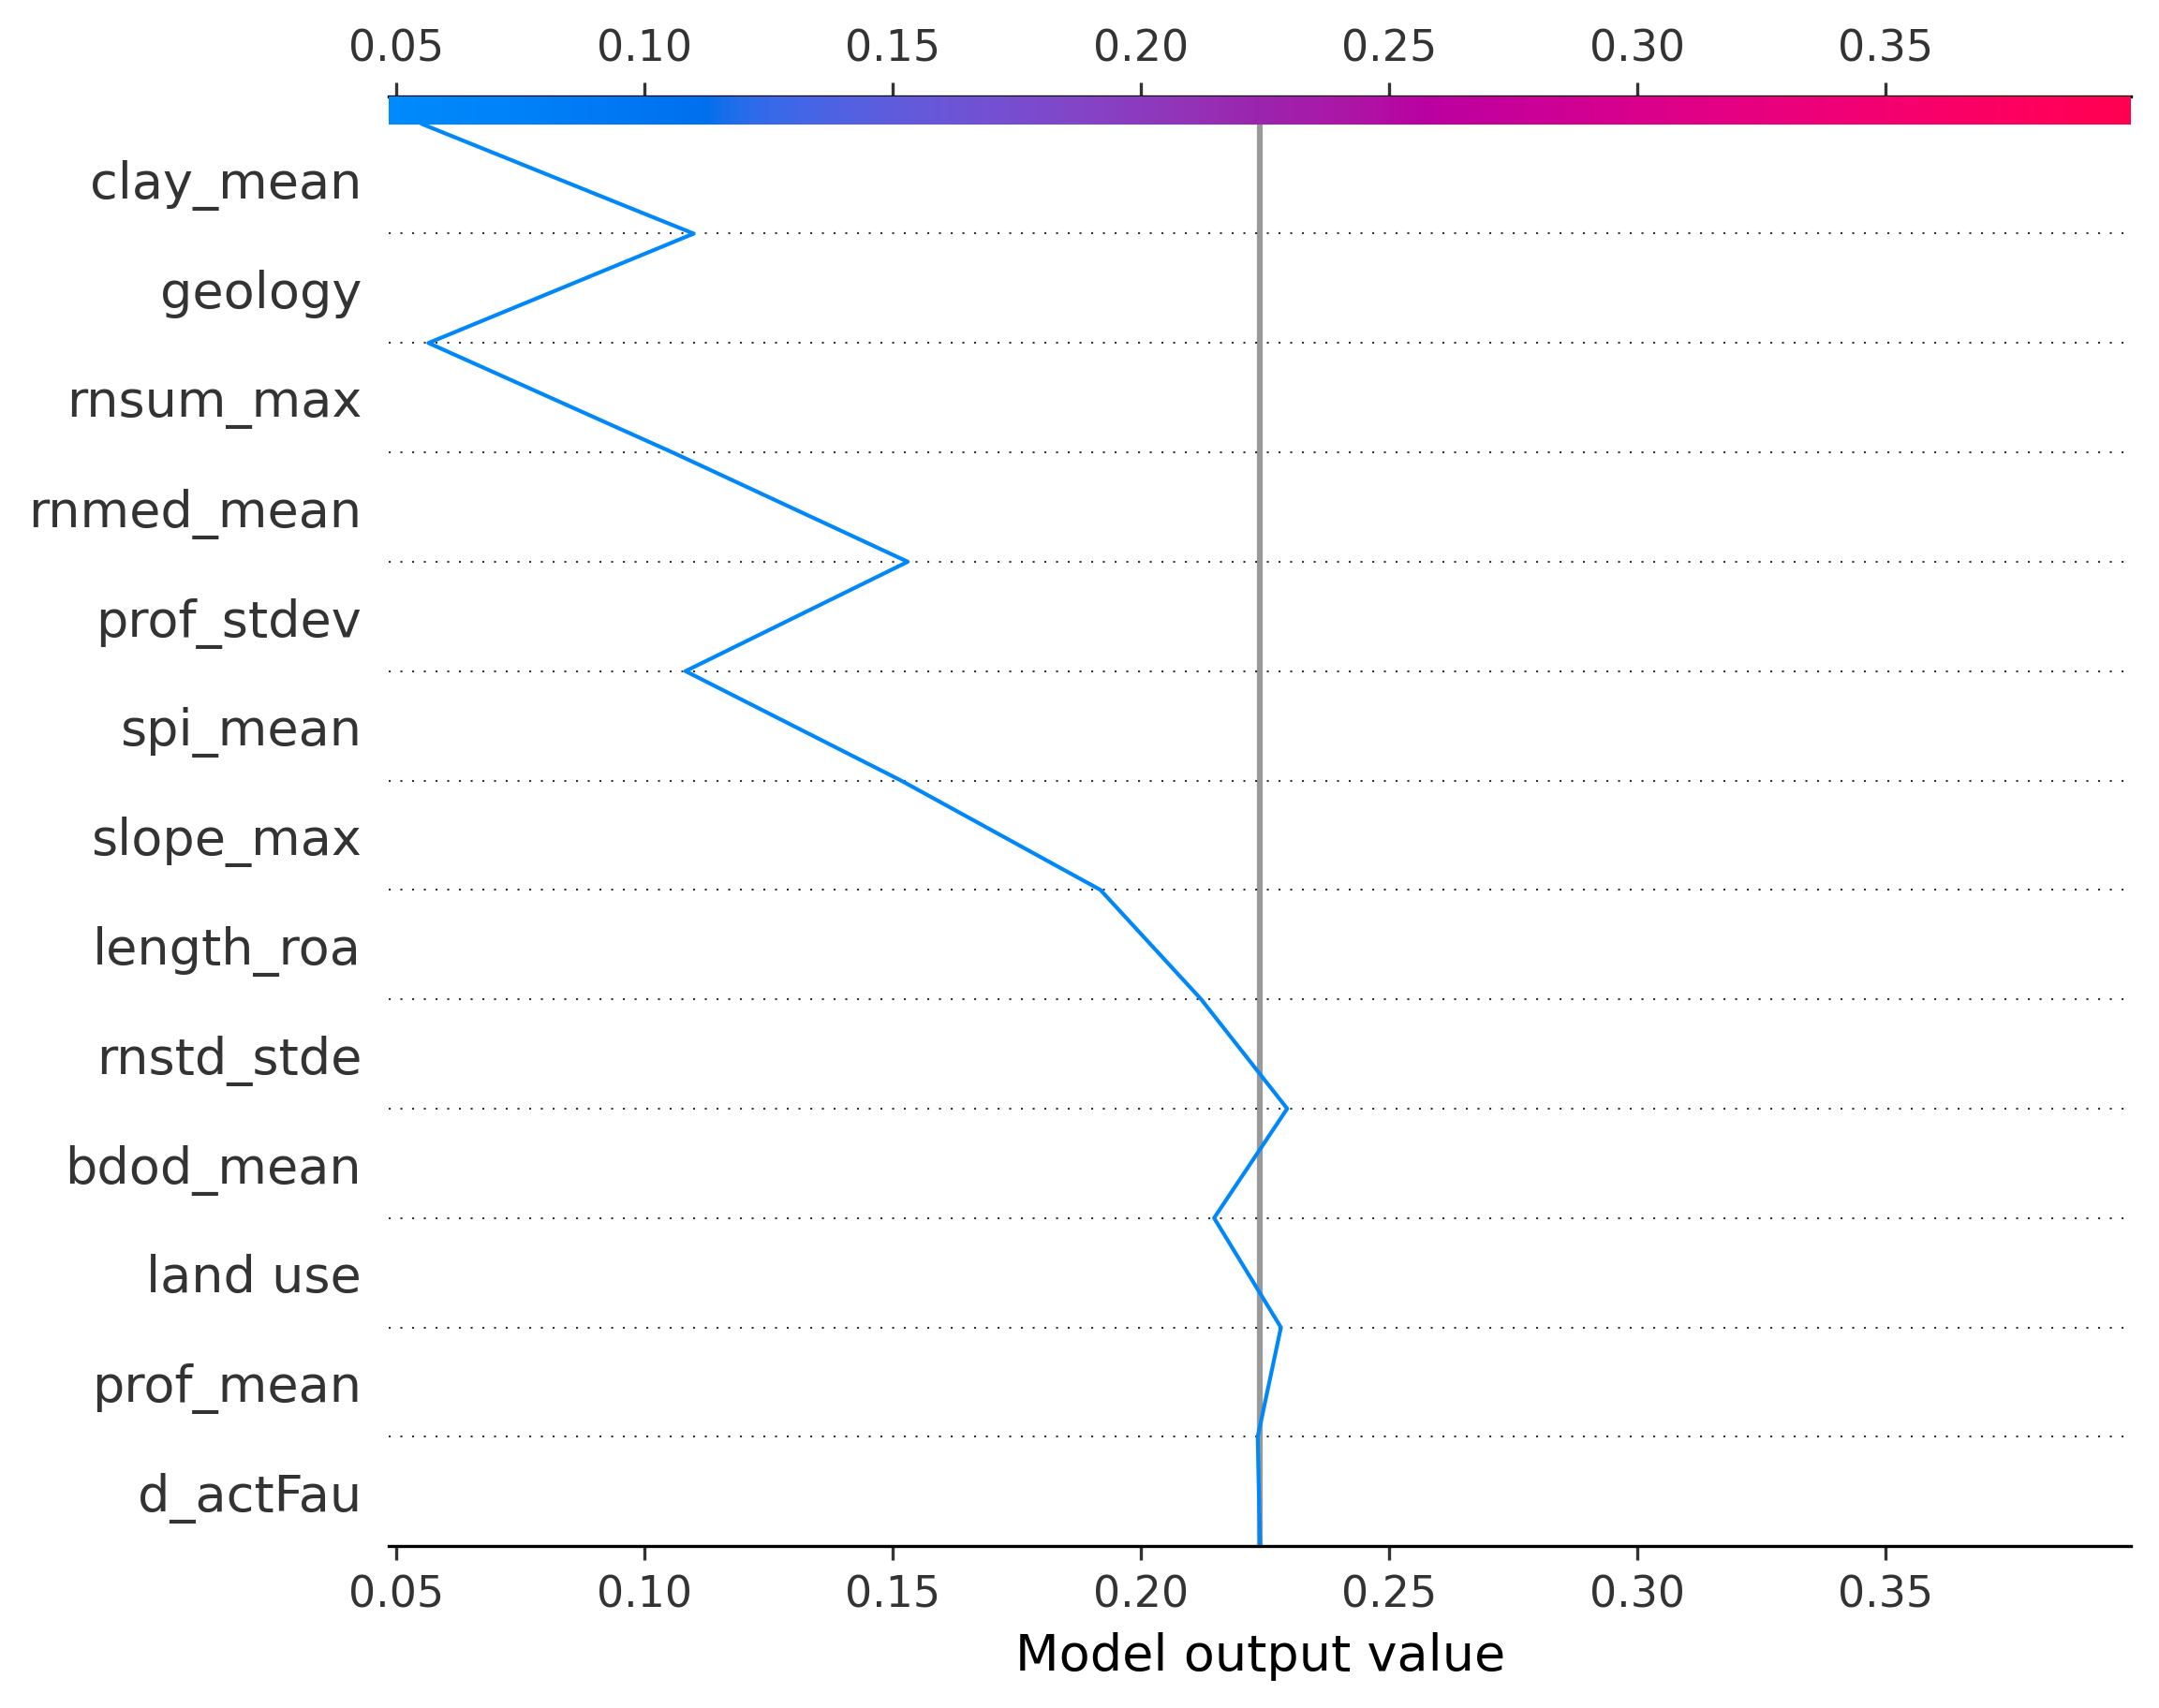 0.05 0.10 0.15 0.20 0.25 0.30 0.35
clay_mean
geology
rnsum_max
rnmed_mean
prof_stdev
spi_mean
slope_max
length_roa
rnstd_stde
bdod_mean
land use
prof_mean
d_actFau
0.05 0.10 0.15 0.20 0.25 0.30 0.35
Model output value